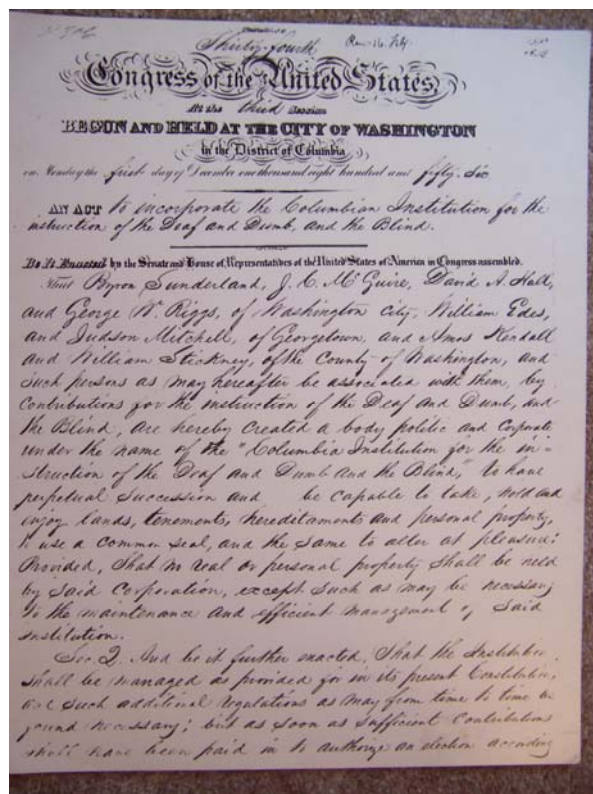 Thirty-fourth
Congress of the United States,
At the third Session
BEGUN AND HELD AT THE CITY OF WASHINGTON
in the District of Columbia
on Monday the first day of December one thousand eight hundred and fifty-six
AN ACT to incorporate the Columbian Institution for the
instruction of the Deaf and Dumb, and the Blind.
Be it Enacted by the Senate and House of Representatives of the United States of America in Congress assembled.
That Byron Sunderland, J. C. McGuire, David A. Hall,
and George W. Riggs, of Washington City, William Edes,
and Judson Mitchell, of Georgetown, and Amos Kendall
and William Stickney, of the County of Washington, and
such persons as may hereafter be associated with them, by
Contributions for the instruction of the Deaf and Dumb, and
the Blind, are hereby created a body politic and Corporate
under the name of the "Columbia Institution for the in-
struction of the Deaf and Dumb and the Blind," to have
perpetual Succession and be capable to take, hold and
enjoy lands, tenements, hereditaments and personal property,
to use a common seal, and the same to alter at pleasure:
Provided, That no real or personal property shall be held
by said Corporation, except such as may be necessary
to the maintenance and efficient management of said
institution.
Sec 2. And be it further enacted, That the Institution
shall be managed as provided for in its present Constitution,
and such additional regulations as may from time to time be
found necessary; but as soon as sufficient Contributions
shall have been paid in to authorize an election according